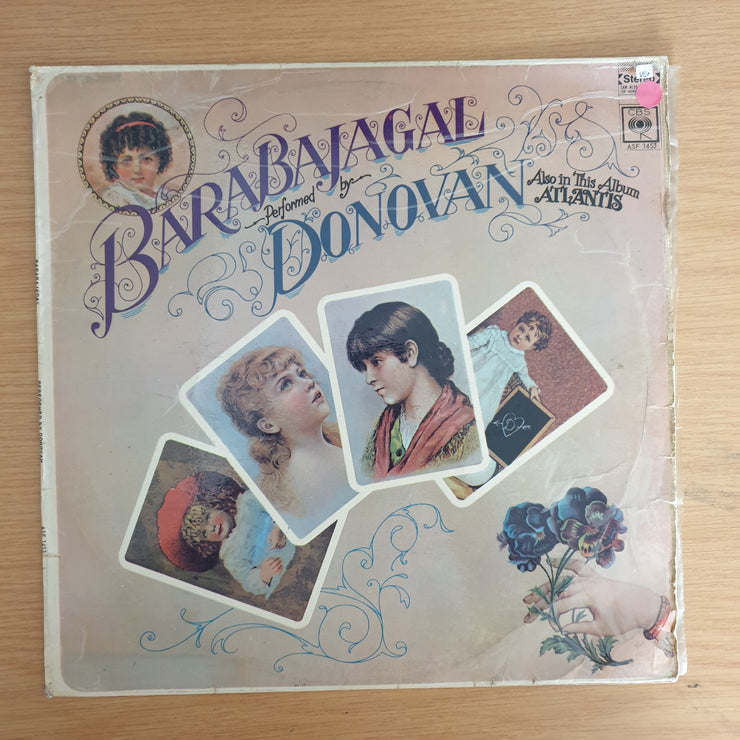 BARABAJAGAL
Performed by
DONOVAN
Also in This Album
ATLANTIS
Stereo
CBS
ASF 1453